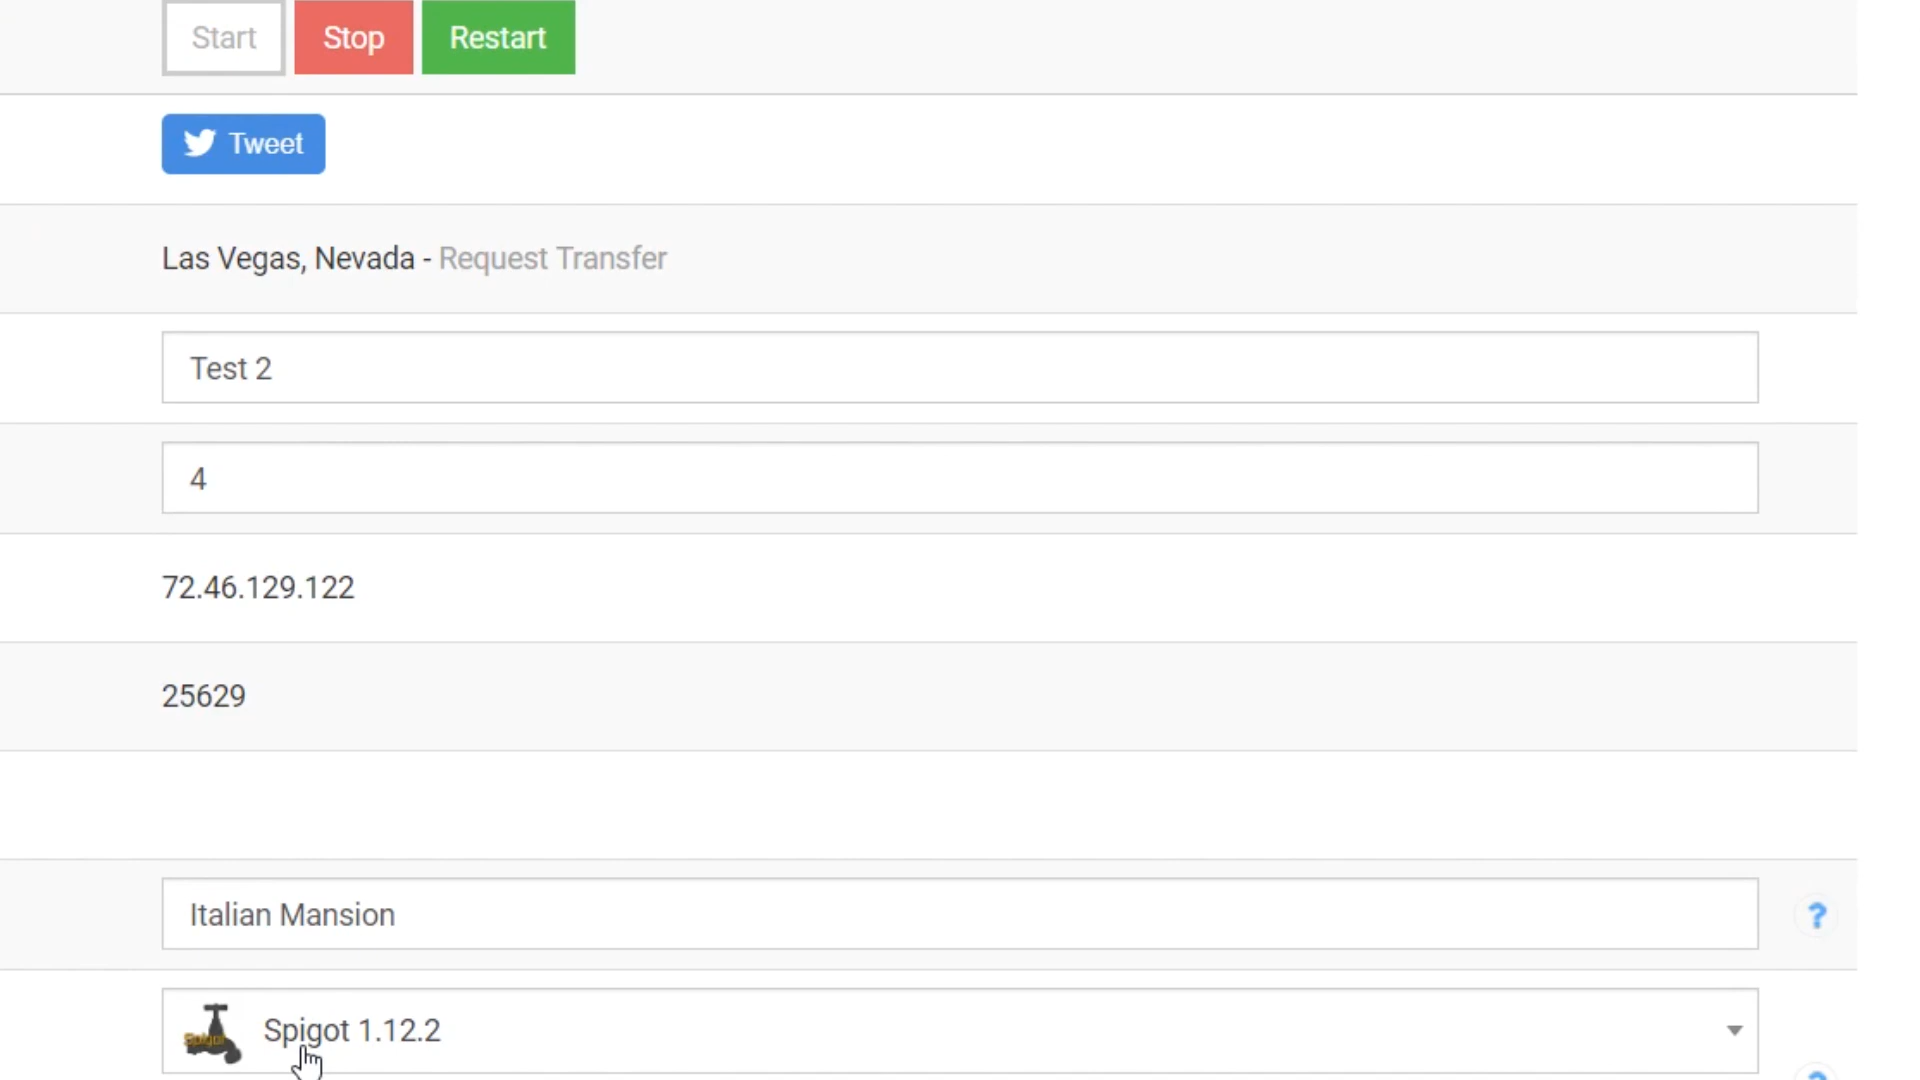 Start Stop Restart
Tweet
Las Vegas, Nevada - Request Transfer
Test 2
4
72.46.129.122
25629
Italian Mansion
?
Spigot
Spigot 1.12.2